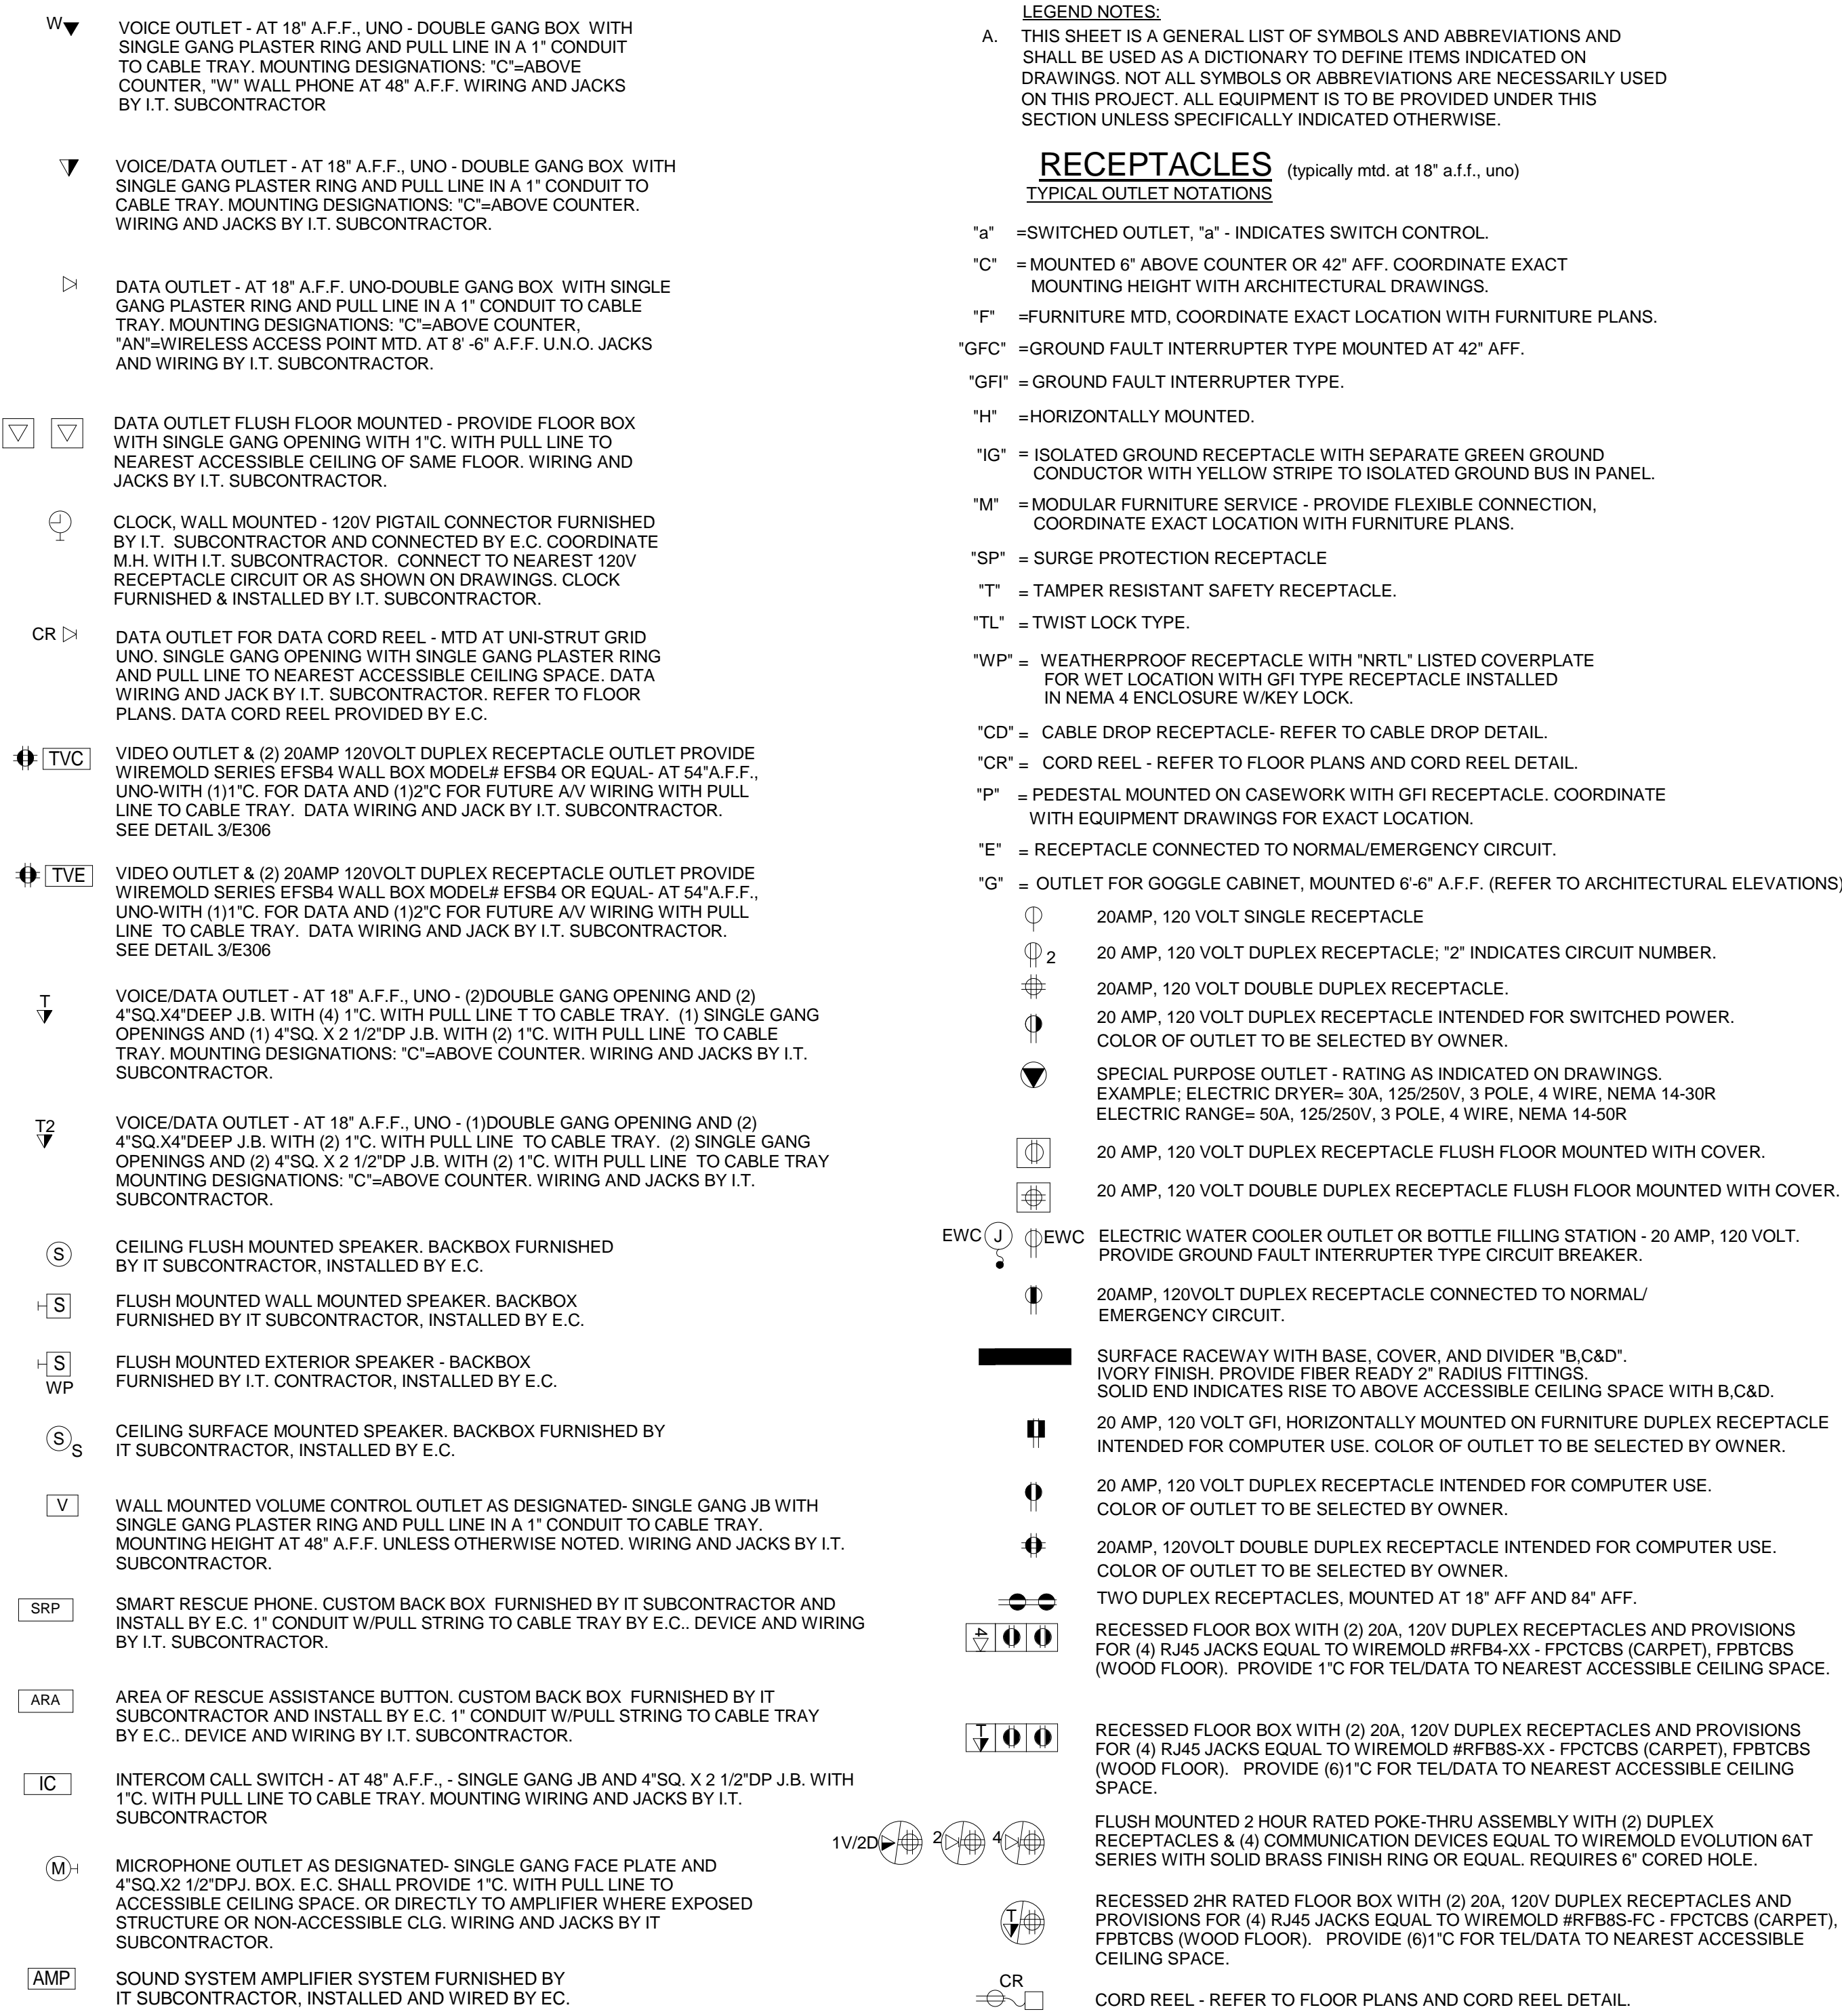 W
VOICE OUTLET - AT 18" A.F.F., UNO - DOUBLE GANG BOX WITH
SINGLE GANG PLASTER RING AND PULL LINE IN A 1" CONDUIT
TO CABLE TRAY. MOUNTING DESIGNATIONS: "C"=ABOVE
COUNTER, "W" WALL PHONE AT 48" A.F.F. WIRING AND JACKS
BY I.T. SUBCONTRACTOR
VOICE/DATA OUTLET - AT 18" A.F.F., UNO - DOUBLE GANG BOX WITH
SINGLE GANG PLASTER RING AND PULL LINE IN A 1" CONDUIT TO
CABLE TRAY. MOUNTING DESIGNATIONS: "C"=ABOVE COUNTER.
WIRING AND JACKS BY I.T. SUBCONTRACTOR.
DATA OUTLET - AT 18" A.F.F. UNO-DOUBLE GANG BOX WITH SINGLE
GANG PLASTER RING AND PULL LINE IN A 1" CONDUIT TO CABLE
TRAY. MOUNTING DESIGNATIONS: "C"=ABOVE COUNTER,
"AN"=WIRELESS ACCESS POINT MTD. AT 8' -6" A.F.F. U.N.O. JACKS
AND WIRING BY I.T. SUBCONTRACTOR.
DATA OUTLET FLUSH FLOOR MOUNTED - PROVIDE FLOOR BOX
WITH SINGLE GANG OPENING WITH 1"C. WITH PULL LINE TO
NEAREST ACCESSIBLE CEILING OF SAME FLOOR. WIRING AND
JACKS BY I.T. SUBCONTRACTOR.
CLOCK, WALL MOUNTED - 120V PIGTAIL CONNECTOR FURNISHED
BY I.T. SUBCONTRACTOR AND CONNECTED BY E.C. COORDINATE
M.H. WITH I.T. SUBCONTRACTOR. CONNECT TO NEAREST 120V
RECEPTACLE CIRCUIT OR AS SHOWN ON DRAWINGS. CLOCK
FURNISHED & INSTALLED BY I.T. SUBCONTRACTOR.
CR
DATA OUTLET FOR DATA CORD REEL - MTD AT UNI-STRUT GRID
UNO. SINGLE GANG OPENING WITH SINGLE GANG PLASTER RING
AND PULL LINE TO NEAREST ACCESSIBLE CEILING SPACE. DATA
WIRING AND JACK BY I.T. SUBCONTRACTOR. REFER TO FLOOR
PLANS. DATA CORD REEL PROVIDED BY E.C.
TVC
VIDEO OUTLET & (2) 20AMP 120VOLT DUPLEX RECEPTACLE OUTLET PROVIDE
WIREMOLD SERIES EFSB4 WALL BOX MODEL# EFSB4 OR EQUAL- AT 54"A.F.F.,
UNO-WITH (1)1"C. FOR DATA AND (1)2"C FOR FUTURE A/V WIRING WITH PULL
LINE TO CABLE TRAY. DATA WIRING AND JACK BY I.T. SUBCONTRACTOR.
SEE DETAIL 3/E306
TVE
VIDEO OUTLET & (2) 20AMP 120VOLT DUPLEX RECEPTACLE OUTLET PROVIDE
WIREMOLD SERIES EFSB4 WALL BOX MODEL# EFSB4 OR EQUAL- AT 54"A.F.F.,
UNO-WITH (1)1"C. FOR DATA AND (1)2"C FOR FUTURE A/V WIRING WITH PULL
LINE TO CABLE TRAY. DATA WIRING AND JACK BY I.T. SUBCONTRACTOR.
SEE DETAIL 3/E306
T
VOICE/DATA OUTLET - AT 18" A.F.F., UNO - (2)DOUBLE GANG OPENING AND (2)
4"SQ.X4"DEEP J.B. WITH (4) 1"C. WITH PULL LINE T TO CABLE TRAY. (1) SINGLE GANG
OPENINGS AND (1) 4"SQ. X 2 1/2"DP J.B. WITH (2) 1"C. WITH PULL LINE TO CABLE
TRAY. MOUNTING DESIGNATIONS: "C"=ABOVE COUNTER. WIRING AND JACKS BY I.T.
SUBCONTRACTOR.
T2
VOICE/DATA OUTLET - AT 18" A.F.F., UNO - (1)DOUBLE GANG OPENING AND (2)
4"SQ.X4"DEEP J.B. WITH (2) 1"C. WITH PULL LINE TO CABLE TRAY. (2) SINGLE GANG
OPENINGS AND (2) 4"SQ. X 2 1/2"DP J.B. WITH (2) 1"C. WITH PULL LINE TO CABLE TRAY
MOUNTING DESIGNATIONS: "C"=ABOVE COUNTER. WIRING AND JACKS BY I.T.
SUBCONTRACTOR.
S
CEILING FLUSH MOUNTED SPEAKER. BACKBOX FURNISHED
BY IT SUBCONTRACTOR, INSTALLED BY E.C.
S
FLUSH MOUNTED WALL MOUNTED SPEAKER. BACKBOX
FURNISHED BY IT SUBCONTRACTOR, INSTALLED BY E.C.
S
WP
FLUSH MOUNTED EXTERIOR SPEAKER - BACKBOX
FURNISHED BY I.T. CONTRACTOR, INSTALLED BY E.C.
S S
CEILING SURFACE MOUNTED SPEAKER. BACKBOX FURNISHED BY
IT SUBCONTRACTOR, INSTALLED BY E.C.
V
WALL MOUNTED VOLUME CONTROL OUTLET AS DESIGNATED- SINGLE GANG JB WITH
SINGLE GANG PLASTER RING AND PULL LINE IN A 1" CONDUIT TO CABLE TRAY.
MOUNTING HEIGHT AT 48" A.F.F. UNLESS OTHERWISE NOTED. WIRING AND JACKS BY I.T.
SUBCONTRACTOR.
SRP
SMART RESCUE PHONE. CUSTOM BACK BOX FURNISHED BY IT SUBCONTRACTOR AND
INSTALL BY E.C. 1" CONDUIT W/PULL STRING TO CABLE TRAY BY E.C.. DEVICE AND WIRING
BY I.T. SUBCONTRACTOR.
ARA
AREA OF RESCUE ASSISTANCE BUTTON. CUSTOM BACK BOX FURNISHED BY IT
SUBCONTRACTOR AND INSTALL BY E.C. 1" CONDUIT W/PULL STRING TO CABLE TRAY
BY E.C.. DEVICE AND WIRING BY I.T. SUBCONTRACTOR.
IC
INTERCOM CALL SWITCH - AT 48" A.F.F., - SINGLE GANG JB AND 4"SQ. X 2 1/2"DP J.B. WITH
1"C. WITH PULL LINE TO CABLE TRAY. MOUNTING WIRING AND JACKS BY I.T.
SUBCONTRACTOR
M
MICROPHONE OUTLET AS DESIGNATED- SINGLE GANG FACE PLATE AND
4"SQ.X2 1/2"DPJ. BOX. E.C. SHALL PROVIDE 1"C. WITH PULL LINE TO
ACCESSIBLE CEILING SPACE. OR DIRECTLY TO AMPLIFIER WHERE EXPOSED
STRUCTURE OR NON-ACCESSIBLE CLG. WIRING AND JACKS BY IT
SUBCONTRACTOR.
AMP
SOUND SYSTEM AMPLIFIER SYSTEM FURNISHED BY
IT SUBCONTRACTOR, INSTALLED AND WIRED BY EC.
LEGEND NOTES:
A. THIS SHEET IS A GENERAL LIST OF SYMBOLS AND ABBREVIATIONS AND
SHALL BE USED AS A DICTIONARY TO DEFINE ITEMS INDICATED ON
DRAWINGS. NOT ALL SYMBOLS OR ABBREVIATIONS ARE NECESSARILY USED
ON THIS PROJECT. ALL EQUIPMENT IS TO BE PROVIDED UNDER THIS
SECTION UNLESS SPECIFICALLY INDICATED OTHERWISE.
RECEPTACLES (typically mtd. at 18" a.f.f., uno)
TYPICAL OUTLET NOTATIONS
"a" =SWITCHED OUTLET, "a" - INDICATES SWITCH CONTROL.
"C" = MOUNTED 6" ABOVE COUNTER OR 42" AFF. COORDINATE EXACT
MOUNTING HEIGHT WITH ARCHITECTURAL DRAWINGS.
"F" =FURNITURE MTD, COORDINATE EXACT LOCATION WITH FURNITURE PLANS.
"GFC" =GROUND FAULT INTERRUPTER TYPE MOUNTED AT 42" AFF.
"GFI" = GROUND FAULT INTERRUPTER TYPE.
"H" =HORIZONTALLY MOUNTED.
"IG" = ISOLATED GROUND RECEPTACLE WITH SEPARATE GREEN GROUND
CONDUCTOR WITH YELLOW STRIPE TO ISOLATED GROUND BUS IN PANEL.
"M" = MODULAR FURNITURE SERVICE - PROVIDE FLEXIBLE CONNECTION,
COORDINATE EXACT LOCATION WITH FURNITURE PLANS.
"SP" = SURGE PROTECTION RECEPTACLE
"T" = TAMPER RESISTANT SAFETY RECEPTACLE.
"TL" = TWIST LOCK TYPE.
"WP" = WEATHERPROOF RECEPTACLE WITH "NRTL" LISTED COVERPLATE
FOR WET LOCATION WITH GFI TYPE RECEPTACLE INSTALLED
IN NEMA 4 ENCLOSURE W/KEY LOCK.
"CD" = CABLE DROP RECEPTACLE- REFER TO CABLE DROP DETAIL.
"CR" = CORD REEL - REFER TO FLOOR PLANS AND CORD REEL DETAIL.
"P" = PEDESTAL MOUNTED ON CASEWORK WITH GFI RECEPTACLE. COORDINATE
WITH EQUIPMENT DRAWINGS FOR EXACT LOCATION.
"E" = RECEPTACLE CONNECTED TO NORMAL/EMERGENCY CIRCUIT.
"G" = OUTLET FOR GOGGLE CABINET, MOUNTED 6'-6" A.F.F. (REFER TO ARCHITECTURAL ELEVATIONS)
20AMP, 120 VOLT SINGLE RECEPTACLE
2 20 AMP, 120 VOLT DUPLEX RECEPTACLE; "2" INDICATES CIRCUIT NUMBER.
20AMP, 120 VOLT DOUBLE DUPLEX RECEPTACLE.
20 AMP, 120 VOLT DUPLEX RECEPTACLE INTENDED FOR SWITCHED POWER.
COLOR OF OUTLET TO BE SELECTED BY OWNER.
SPECIAL PURPOSE OUTLET - RATING AS INDICATED ON DRAWINGS.
EXAMPLE; ELECTRIC DRYER= 30A, 125/250V, 3 POLE, 4 WIRE, NEMA 14-30R
ELECTRIC RANGE= 50A, 125/250V, 3 POLE, 4 WIRE, NEMA 14-50R
20 AMP, 120 VOLT DUPLEX RECEPTACLE FLUSH FLOOR MOUNTED WITH COVER.
20 AMP, 120 VOLT DOUBLE DUPLEX RECEPTACLE FLUSH FLOOR MOUNTED WITH COVER.
EWC J EWC ELECTRIC WATER COOLER OUTLET OR BOTTLE FILLING STATION - 20 AMP, 120 VOLT.
PROVIDE GROUND FAULT INTERRUPTER TYPE CIRCUIT BREAKER.
20AMP, 120VOLT DUPLEX RECEPTACLE CONNECTED TO NORMAL/
EMERGENCY CIRCUIT.
SURFACE RACEWAY WITH BASE, COVER, AND DIVIDER "B,C&D".
IVORY FINISH. PROVIDE FIBER READY 2" RADIUS FITTINGS.
SOLID END INDICATES RISE TO ABOVE ACCESSIBLE CEILING SPACE WITH B,C&D.
20 AMP, 120 VOLT GFI, HORIZONTALLY MOUNTED ON FURNITURE DUPLEX RECEPTACLE
INTENDED FOR COMPUTER USE. COLOR OF OUTLET TO BE SELECTED BY OWNER.
20 AMP, 120 VOLT DUPLEX RECEPTACLE INTENDED FOR COMPUTER USE.
COLOR OF OUTLET TO BE SELECTED BY OWNER.
20AMP, 120VOLT DOUBLE DUPLEX RECEPTACLE INTENDED FOR COMPUTER USE.
COLOR OF OUTLET TO BE SELECTED BY OWNER.
TWO DUPLEX RECEPTACLES, MOUNTED AT 18" AFF AND 84" AFF.
4
RECESSED FLOOR BOX WITH (2) 20A, 120V DUPLEX RECEPTACLES AND PROVISIONS
FOR (4) RJ45 JACKS EQUAL TO WIREMOLD #RFB4-XX - FPCTCBS (CARPET), FPBTCBS
(WOOD FLOOR). PROVIDE 1"C FOR TEL/DATA TO NEAREST ACCESSIBLE CEILING SPACE.
T
RECESSED FLOOR BOX WITH (2) 20A, 120V DUPLEX RECEPTACLES AND PROVISIONS
FOR (4) RJ45 JACKS EQUAL TO WIREMOLD #RFB8S-XX - FPCTCBS (CARPET), FPBTCBS
(WOOD FLOOR). PROVIDE (6)1"C FOR TEL/DATA TO NEAREST ACCESSIBLE CEILING
SPACE.
1V/2D 2 4
FLUSH MOUNTED 2 HOUR RATED POKE-THRU ASSEMBLY WITH (2) DUPLEX
RECEPTACLES & (4) COMMUNICATION DEVICES EQUAL TO WIREMOLD EVOLUTION 6AT
SERIES WITH SOLID BRASS FINISH RING OR EQUAL. REQUIRES 6" CORED HOLE.
T
RECESSED 2HR RATED FLOOR BOX WITH (2) 20A, 120V DUPLEX RECEPTACLES AND
PROVISIONS FOR (4) RJ45 JACKS EQUAL TO WIREMOLD #RFB8S-FC - FPCTCBS (CARPET),
FPBTCBS (WOOD FLOOR). PROVIDE (6)1"C FOR TEL/DATA TO NEAREST ACCESSIBLE
CEILING SPACE.
CR
CORD REEL - REFER TO FLOOR PLANS AND CORD REEL DETAIL.